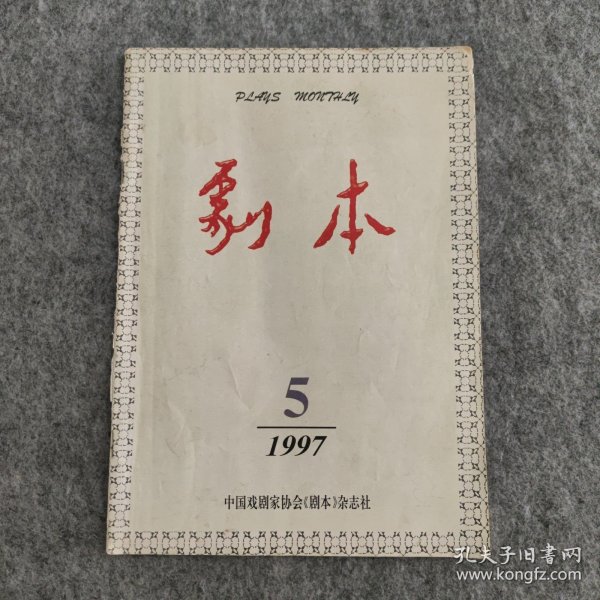 PLAYS MONTHLY
劇本
5
1997
中国戏剧家协会《剧本》杂志社
孔夫子旧书网
www.kongfz.com